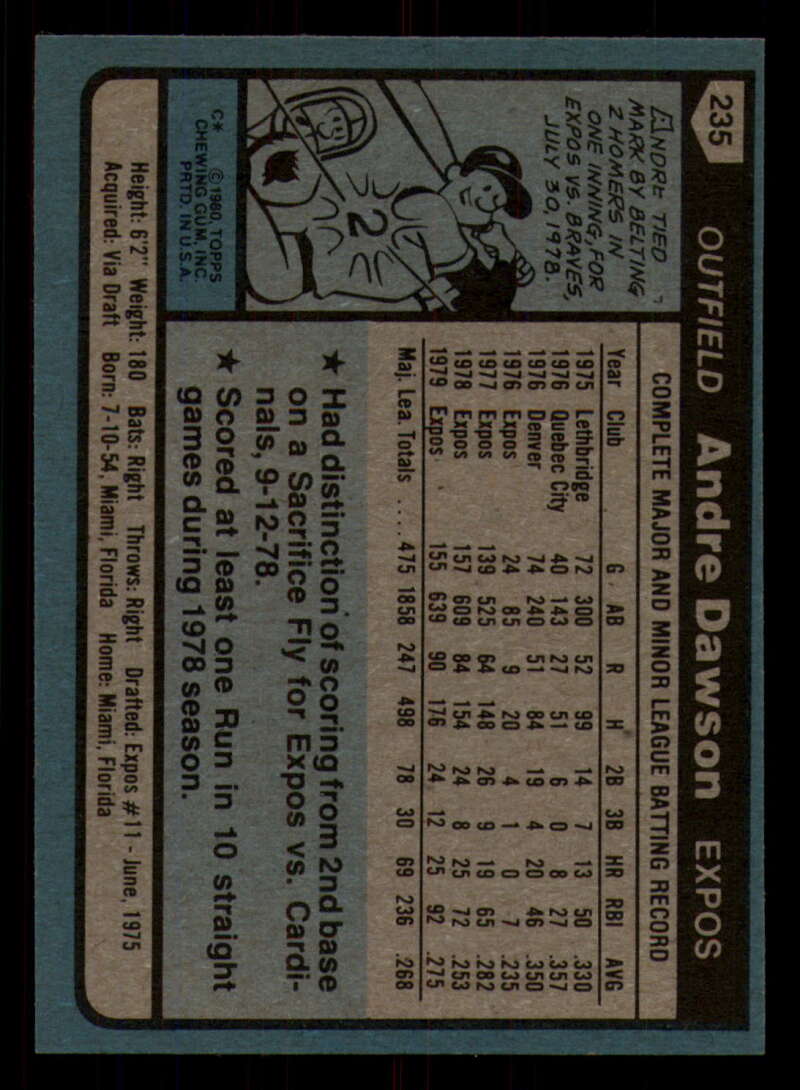 235
OUTFIELD Andre Dawson EXPOS
ANDRE TIED
MARK BY BELTING
2 HOMERS IN
ONE INNING, FOR
EXPOS VS. BRAVES,
JULY 30, 1978.
2
C* © 1980 TOPPS
CHEWING GUM, INC.
PRTD. IN U.S.A.
COMPLETE MAJOR AND MINOR LEAGUE BATTING RECORD
Year Club G AB R H 2B 3B HR RBI AVG
1975 Lethbridge 72 300 52 99 14 7 13 50 .330
1976 Quebec City 40 143 27 51 6 0 8 27 .357
1976 Denver 74 240 51 84 19 4 20 46 .350
1976 Expos 24 85 9 20 4 1 0 7 .235
1977 Expos 139 525 64 148 26 9 19 65 .282
1978 Expos 157 609 84 154 24 8 25 72 .253
1979 Expos 155 639 90 176 24 12 25 92 .275
Maj. Lea. Totals .... 475 1858 247 498 78 30 69 236 .268
★ Had distinction of scoring from 2nd base
on a Sacrifice Fly for Expos vs. Cardi-
nals, 9-12-78.
★ Scored at least one Run in 10 straight
games during 1978 season.
Height: 6'2" Weight: 180 Bats: Right Throws: Right Drafted: Expos #11 - June, 1975
Acquired: Via Draft Born: 7-10-54, Miami, Florida Home: Miami, Florida